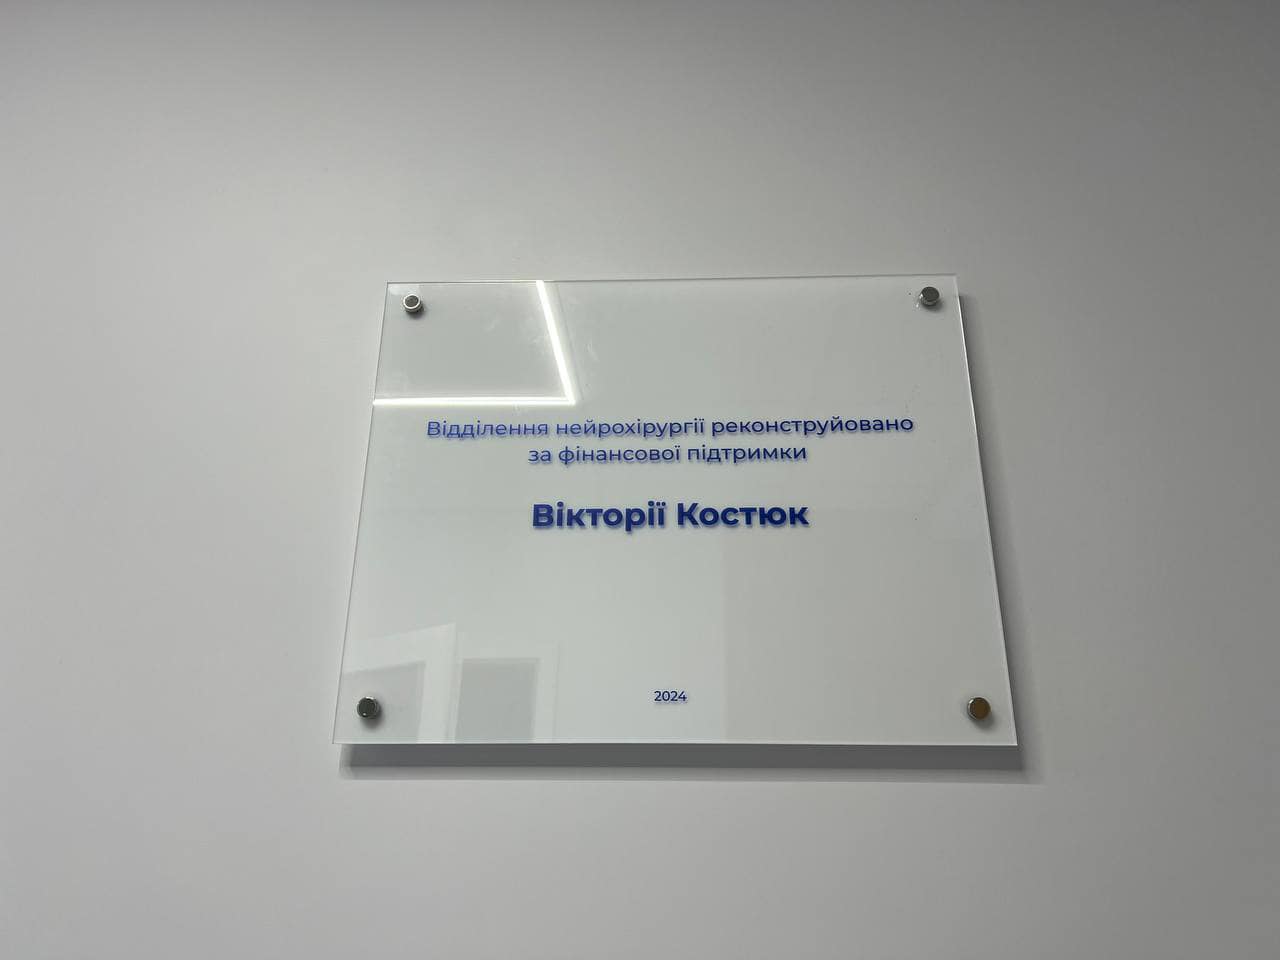 Відділення нейрохірургії реконструйовано
за фінансової підтримки
Вікторії Костюк
2024